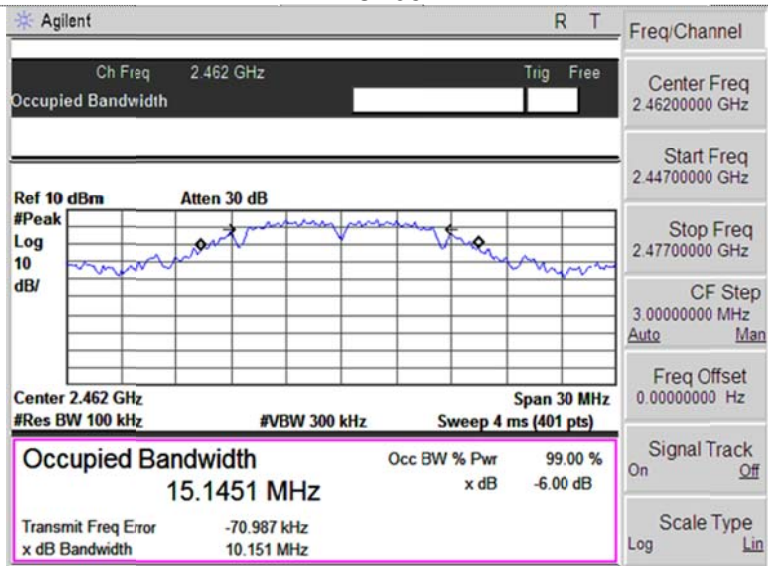 Agilent R T
Ch Freq 2.462 GHz Trig Free
Occupied Bandwidth
Ref 10 dBm Atten 30 dB
#Peak
Log
10
dB/
Center 2.462 GHz Span 30 MHz
#Res BW 100 kHz #VBW 300 kHz Sweep 4 ms (401 pts)
Occupied Bandwidth Occ BW % Pwr 99.00 %
15.1451 MHz x dB -6.00 dB
Transmit Freq Error -70.987 kHz
x dB Bandwidth 10.151 MHz
Freq/Channel
Center Freq
2.46200000 GHz
Start Freq
2.44700000 GHz
Stop Freq
2.47700000 GHz
CF Step
3.00000000 MHz
Auto Man
Freq Offset
0.00000000 Hz
Signal Track
On Off
Scale Type
Log Lin